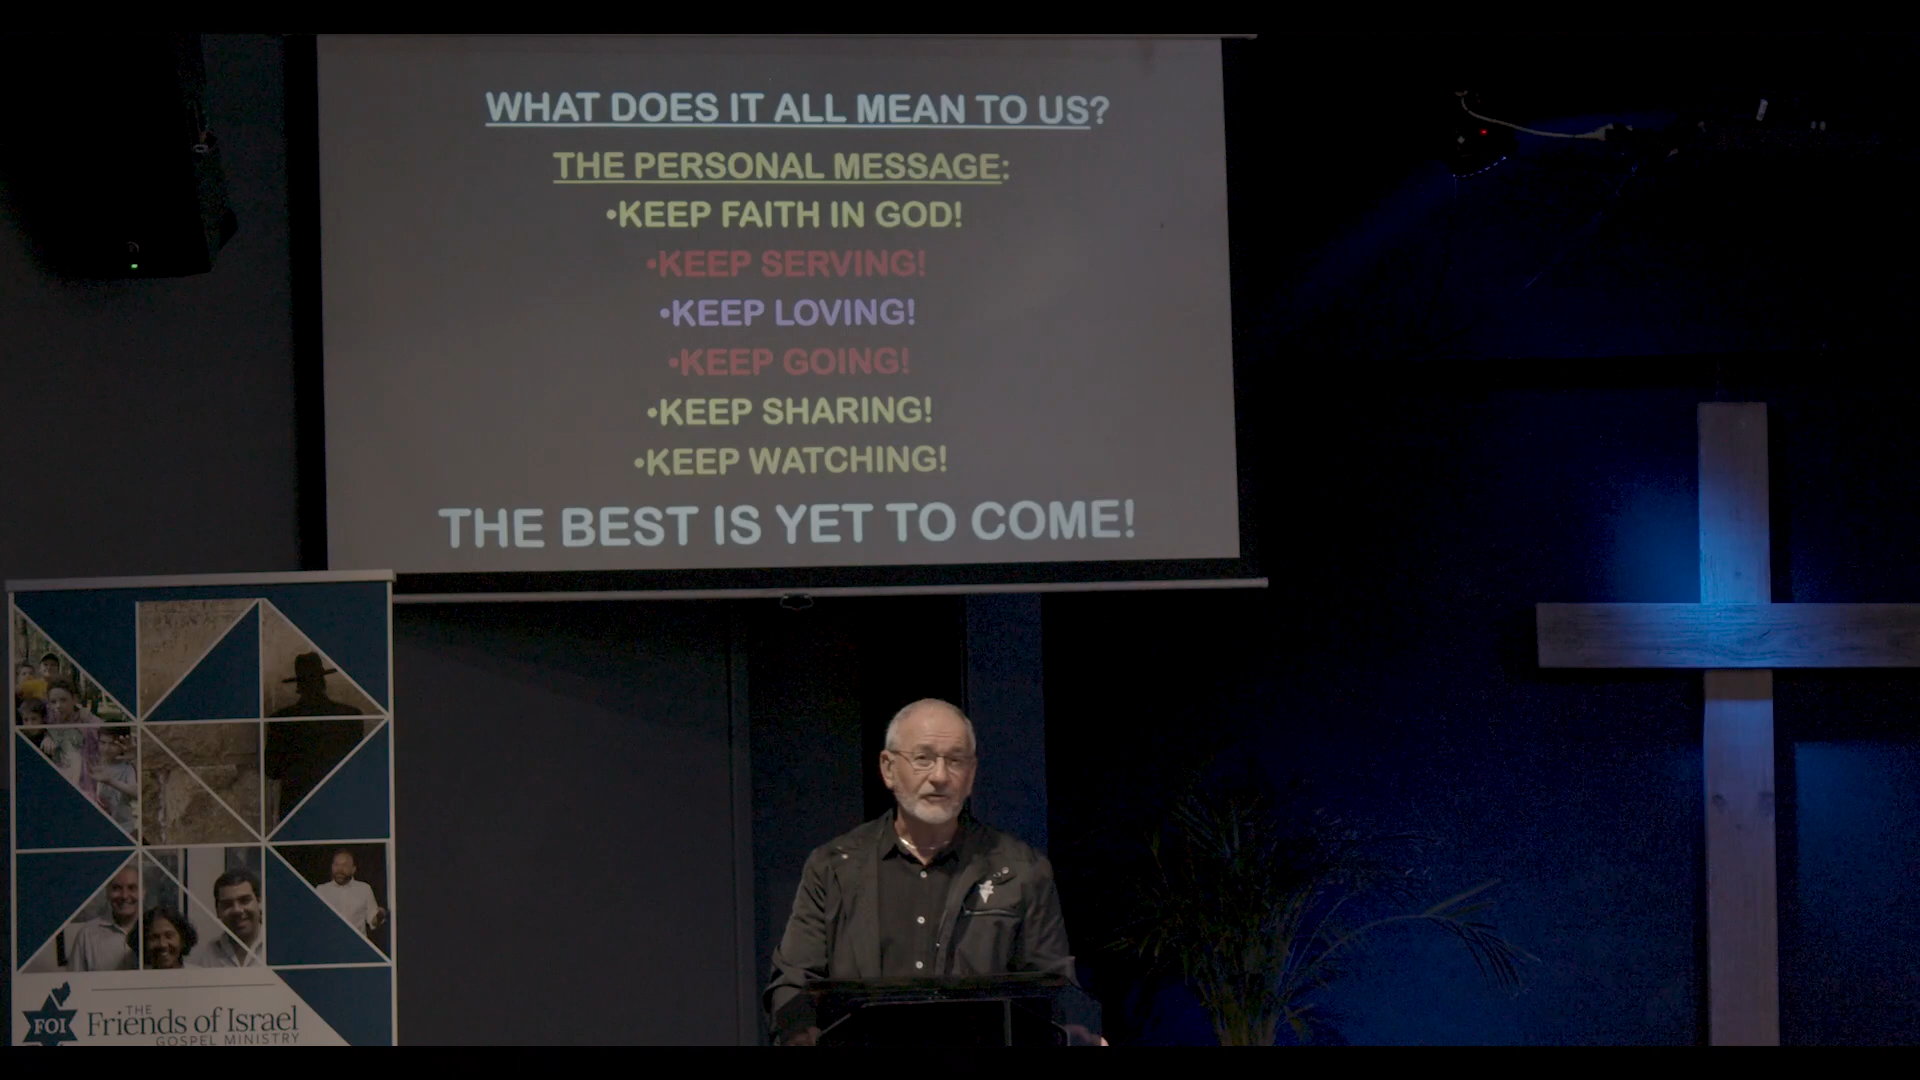 WHAT DOES IT ALL MEAN TO US?
THE PERSONAL MESSAGE:
•KEEP FAITH IN GOD!
•KEEP SERVING!
•KEEP LOVING!
•KEEP GOING!
•KEEP SHARING!
•KEEP WATCHING!
THE BEST IS YET TO COME!
FOI
THE
Friends of Israel
GOSPEL MINISTRY